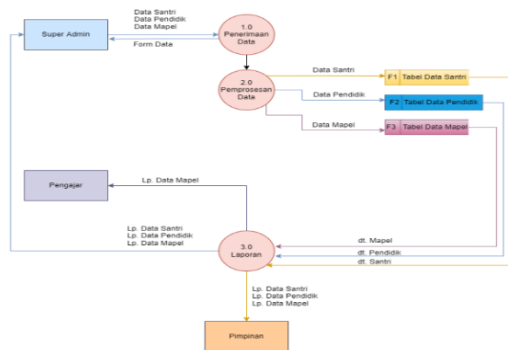 Data Santri
Data Pendidik
Data Mapel
Super Admin
Form Data
1.0
Penerimaan
Data
2.0
Pemprosesan
Data
Data Santri
F1 Tabel Data Santri
Data Pendidik
F2 Tabel Data Pendidik
Data Mapel
F3 Tabel Data Mapel
Pengajar
Lp. Data Mapel
Lp. Data Santri
Lp. Data Pendidik
Lp. Data Mapel
3.0
Laporan
dt. Mapel
dt. Pendidik
dt. Santri
Lp. Data Santri
Lp. Data Pendidik
Lp. Data Mapel
Pimpinan